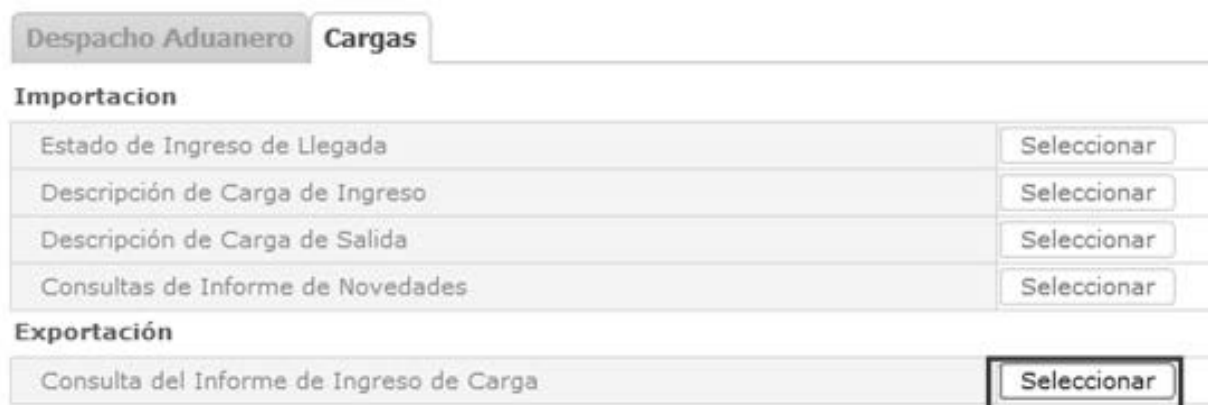 Despacho Aduanero Cargas
Importacion
Estado de Ingreso de Llegada Seleccionar
Descripción de Carga de Ingreso Seleccionar
Descripción de Carga de Salida Seleccionar
Consultas de Informe de Novedades Seleccionar
Exportación
Consulta del Informe de Ingreso de Carga Seleccionar